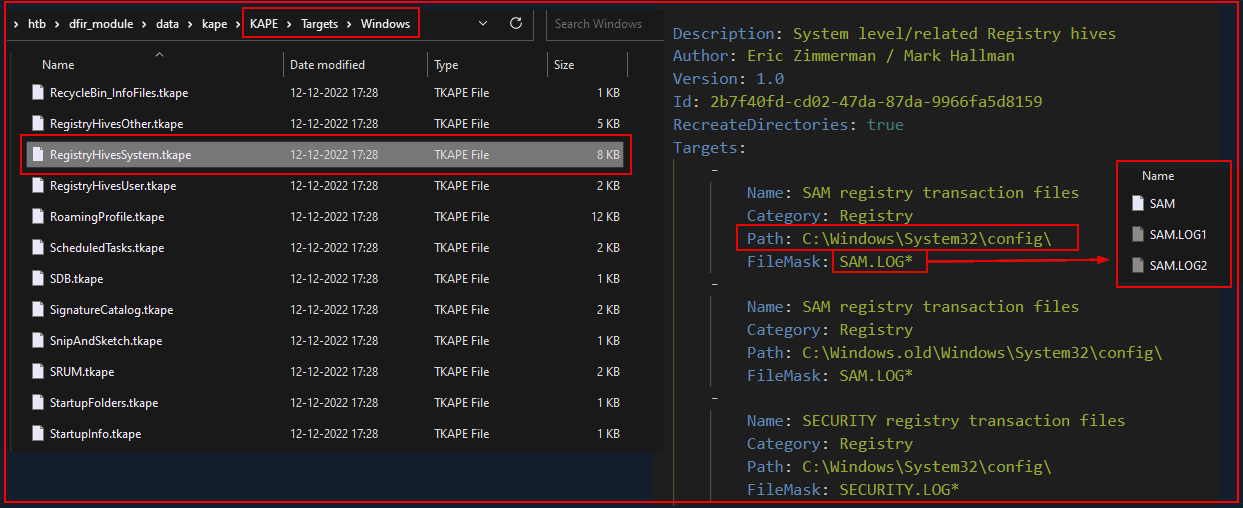 htb > dfir_module > data > kape > KAPE > Targets > Windows
Search Windows
Name Date modified Type Size
RecycleBin_InfoFiles.tkape 12-12-2022 17:28 TKAPE File 1 KB
RegistryHivesOther.tkape 12-12-2022 17:28 TKAPE File 5 KB
RegistryHivesSystem.tkape 12-12-2022 17:28 TKAPE File 8 KB
RegistryHivesUser.tkape 12-12-2022 17:28 TKAPE File 2 KB
RoamingProfile.tkape 12-12-2022 17:28 TKAPE File 12 KB
ScheduledTasks.tkape 12-12-2022 17:28 TKAPE File 2 KB
SDB.tkape 12-12-2022 17:28 TKAPE File 1 KB
SignatureCatalog.tkape 12-12-2022 17:28 TKAPE File 1 KB
SnipAndSketch.tkape 12-12-2022 17:28 TKAPE File 1 KB
SRUM.tkape 12-12-2022 17:28 TKAPE File 2 KB
StartupFolders.tkape 12-12-2022 17:28 TKAPE File 1 KB
StartupInfo.tkape 12-12-2022 17:28 TKAPE File 1 KB
Description: System level/related Registry hives
Author: Eric Zimmerman / Mark Hallman
Version: 1.0
Id: 2b7f40fd-cd02-47da-87da-9966fa5d8159
RecreateDirectories: true
Targets:
-
Name: SAM registry transaction files
Category: Registry
Path: C:\Windows\System32\config\
FileMask: SAM.LOG*
-
Name: SAM registry transaction files
Category: Registry
Path: C:\Windows.old\Windows\System32\config\
FileMask: SAM.LOG*
-
Name: SECURITY registry transaction files
Category: Registry
Path: C:\Windows\System32\config\
FileMask: SECURITY.LOG*
Name
SAM
SAM.LOG1
SAM.LOG2